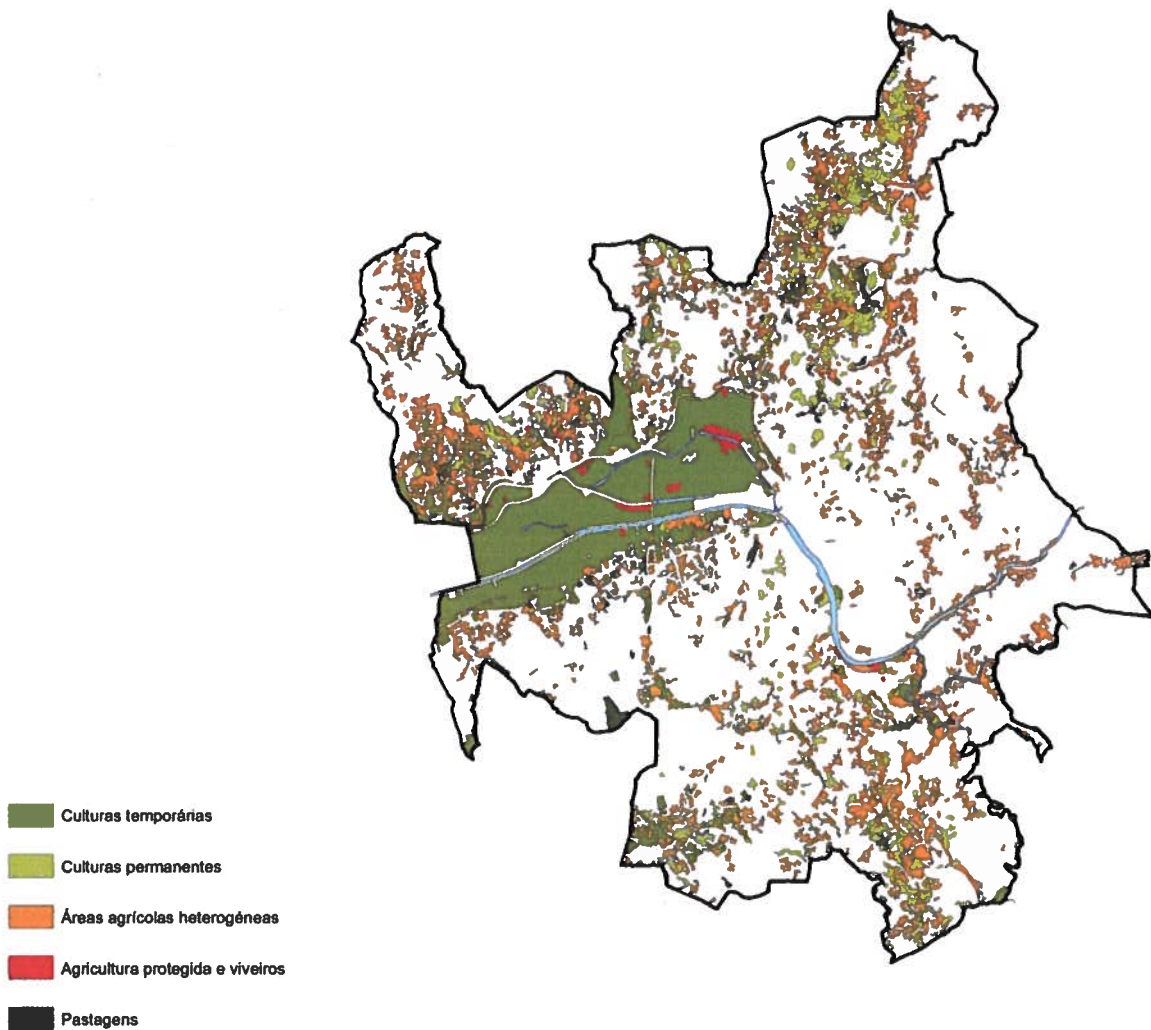 Culturas temporárias
Culturas permanentes
Áreas agrícolas heterogéneas
Agricultura protegida e viveiros
Pastagens